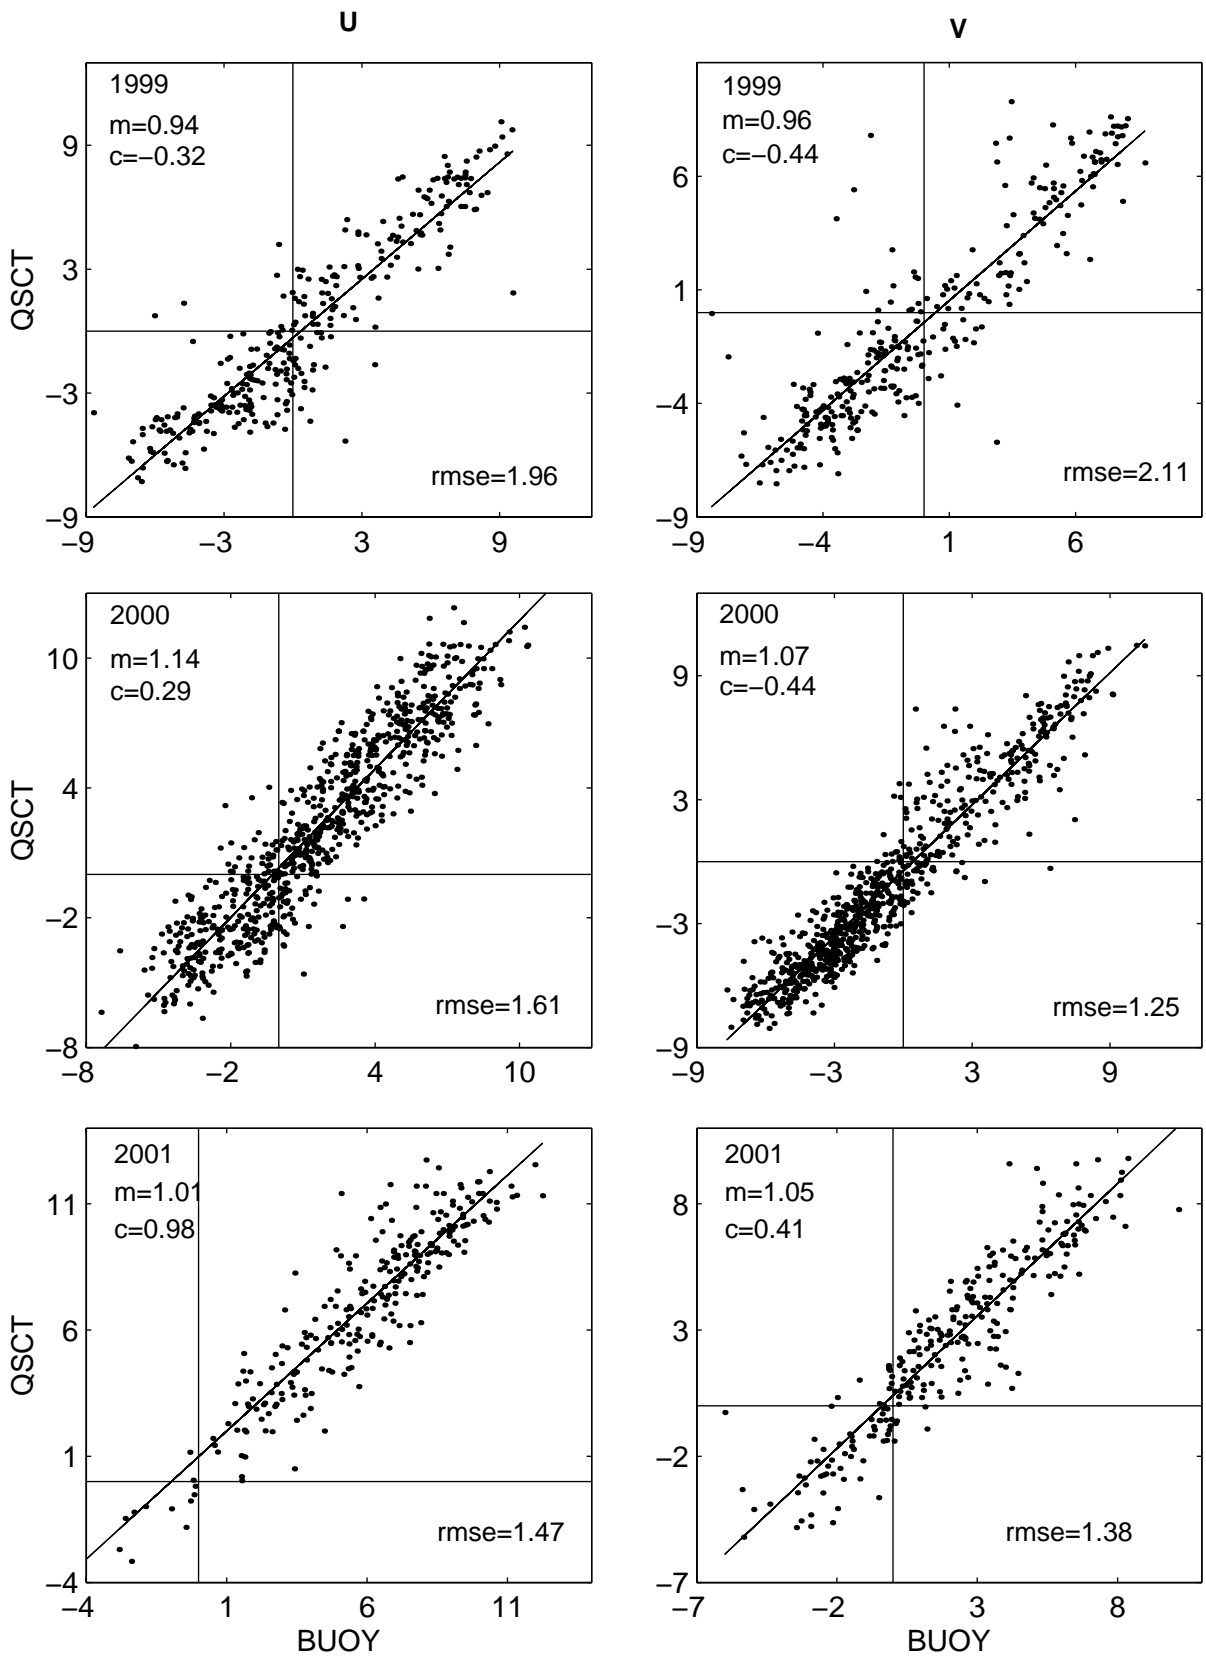 U
V
1999
m=0.94
c=−0.32
rmse=1.96
QSCT
9
3
−3
−9
−9
−3
3
9
1999
m=0.96
c=−0.44
rmse=2.11
6
1
−4
−9
−9
−4
1
6
2000
m=1.14
c=0.29
rmse=1.61
QSCT
10
4
−2
−8
−8
−2
4
10
2000
m=1.07
c=−0.44
rmse=1.25
9
3
−3
−9
−9
−3
3
9
2001
m=1.01
c=0.98
rmse=1.47
QSCT
11
6
1
−4
−4
1
6
11
BUOY
2001
m=1.05
c=0.41
rmse=1.38
8
3
−2
−7
−7
−2
3
8
BUOY